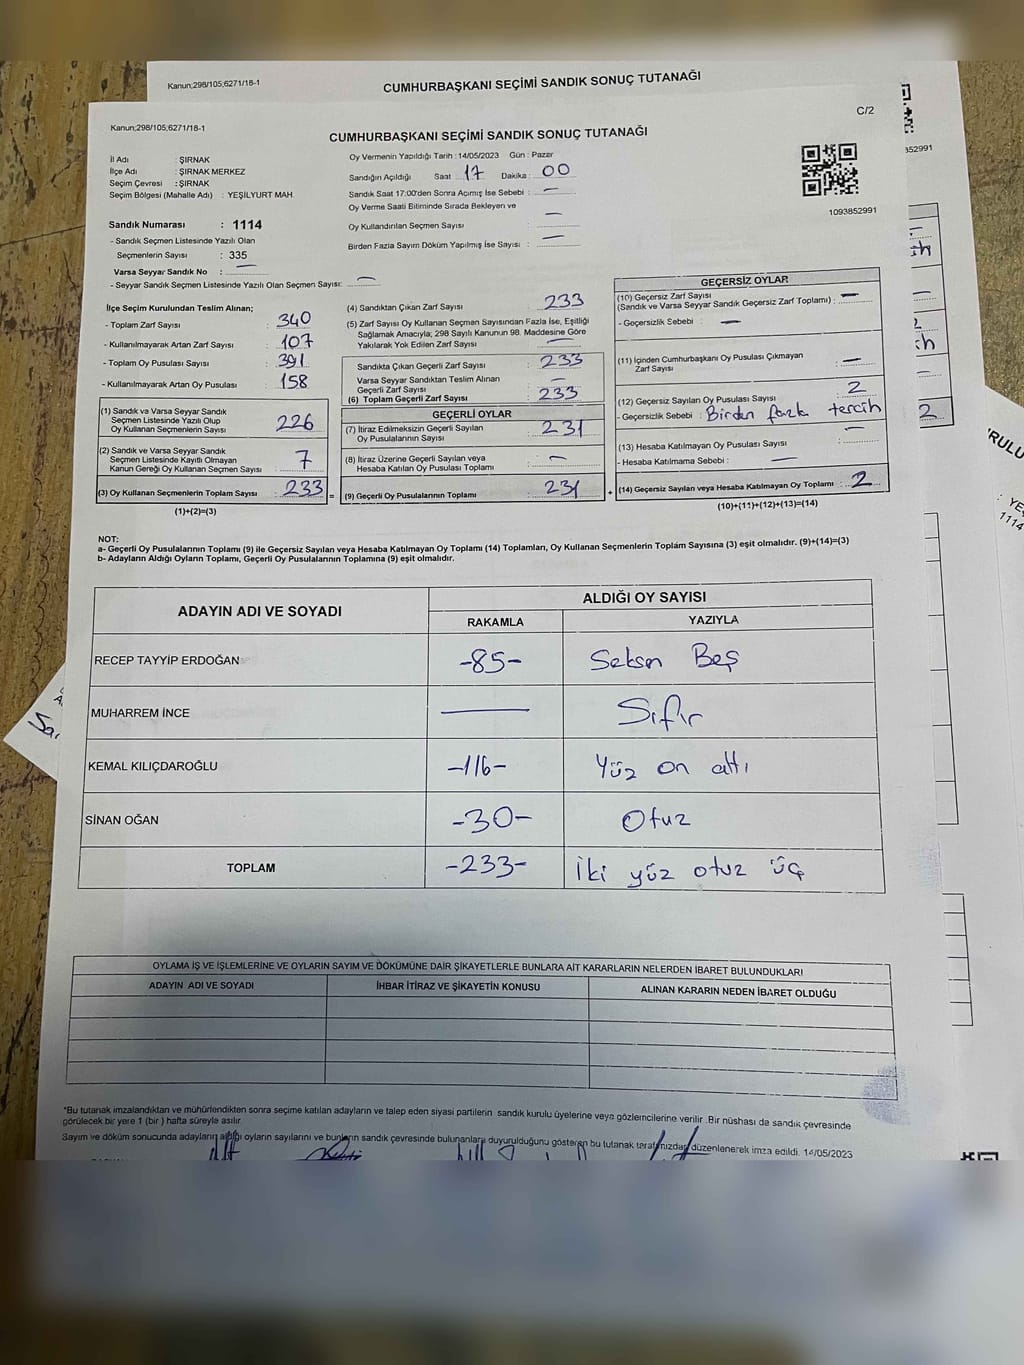 Kanun;298/105;6271/18-1
CUMHURBAŞKANI SEÇİMİ SANDIK SONUÇ TUTANAĞI
C/2
Kanun;298/105;6271/18-1
CUMHURBAŞKANI SEÇİMİ SANDIK SONUÇ TUTANAĞI
İl Adı : ŞIRNAK
İlçe Adı : ŞIRNAK MERKEZ
Seçim Çevresi : ŞIRNAK
Seçim Bölgesi (Mahalle Adı) : YEŞİLYURT MAH.
Sandık Numarası : 1114
- Sandık Seçmen Listesinde Yazılı Olan
Seçmenlerin Sayısı : 335
Varsa Seyyar Sandık No : —
- Seyyar Sandık Seçmen Listesinde Yazılı Olan Seçmen Sayısı: —
Oy Vermenin Yapıldığı Tarih : 14/05/2023 Gün : Pazar
Sandığın Açıldığı Saat : 17 Dakika : 00
Sandık Saat 17:00'den Sonra Açılmış İse Sebebi : —
Oy Verme Saati Bitiminde Sırada Bekleyen ve
Oy Kullandırılan Seçmen Sayısı : —
Birden Fazla Sayım Döküm Yapılmış İse Sayısı : —
1093852991
352991
İlçe Seçim Kurulundan Teslim Alınan;
- Toplam Zarf Sayısı : 340
- Kullanılmayarak Artan Zarf Sayısı : 107
- Toplam Oy Pusulası Sayısı : 391
- Kullanılmayarak Artan Oy Pusulası : 158
(1) Sandık ve Varsa Seyyar Sandık
Seçmen Listesinde Yazılı Olup
Oy Kullanan Seçmenlerin Sayısı : 226
(2) Sandık ve Varsa Seyyar Sandık
Seçmen Listesinde Kayıtlı Olmayan
Kanun Gereği Oy Kullanan Seçmen Sayısı : 7
(3) Oy Kullanan Seçmenlerin Toplam Sayısı : 233 =
(1)+(2)=(3)
(4) Sandıktan Çıkan Zarf Sayısı : 233
(5) Zarf Sayısı Oy Kullanan Seçmen Sayısından Fazla İse, Eşitliği
Sağlamak Amacıyla; 298 Sayılı Kanunun 98. Maddesine Göre
Yakılarak Yok Edilen Zarf Sayısı : —
Sandıkta Çıkan Geçerli Zarf Sayısı : 233
Varsa Seyyar Sandıktan Teslim Alınan
Geçerli Zarf Sayısı : —
(6) Toplam Geçerli Zarf Sayısı : 233
GEÇERLİ OYLAR
(7) İtiraz Edilmeksizin Geçerli Sayılan
Oy Pusulalarının Sayısı : 231
(8) İtiraz Üzerine Geçerli Sayılan veya
Hesaba Katılan Oy Pusulası Toplamı : —
(9) Geçerli Oy Pusulalarının Toplamı : 231 +
GEÇERSİZ OYLAR
(10) Geçersiz Zarf Sayısı
(Sandık ve Varsa Seyyar Sandık Geçersiz Zarf Toplamı) : —
- Geçersizlik Sebebi : —
(11) İçinden Cumhurbaşkanı Oy Pusulası Çıkmayan
Zarf Sayısı : —
(12) Geçersiz Sayılan Oy Pusulası Sayısı : 2
- Geçersizlik Sebebi : Birden fazla tercih
(13) Hesaba Katılmayan Oy Pusulası Sayısı : —
- Hesaba Katılmama Sebebi : —
(14) Geçersiz Sayılan veya Hesaba Katılmayan Oy Toplamı : 2
(10)+(11)+(12)+(13)=(14)
NOT:
a- Geçerli Oy Pusulalarının Toplamı (9) ile Geçersiz Sayılan veya Hesaba Katılmayan Oy Toplamı (14) Toplamları, Oy Kullanan Seçmenlerin Toplam Sayısına (3) eşit olmalıdır. (9)+(14)=(3)
b- Adayların Aldığı Oyların Toplamı, Geçerli Oy Pusulalarının Toplamına (9) eşit olmalıdır.
ADAYIN ADI VE SOYADI
ALDIĞI OY SAYISI
RAKAMLA YAZIYLA
RECEP TAYYİP ERDOĞAN -85- Seksen Beş
MUHARREM İNCE — Sıfır
KEMAL KILIÇDAROĞLU -116- Yüz on altı
SİNAN OĞAN -30- Otuz
TOPLAM -233- İki yüz otuz üç
OYLAMA İŞ VE İŞLEMLERİNE VE OYLARIN SAYIM VE DÖKÜMÜNE DAİR ŞİKAYETLERLE BUNLARA AİT KARARLARIN NELERDEN İBARET BULUNDUKLARI
ADAYIN ADI VE SOYADI İHBAR İTİRAZ VE ŞİKAYETİN KONUSU ALINAN KARARIN NEDEN İBARET OLDUĞU
*Bu tutanak imzalandıktan ve mühürlendikten sonra seçime katılan adayların ve talep eden siyasi partilerin sandık kurulu üyelerine veya gözlemcilerine verilir .Bir nüshası da sandık çevresinde
görülecek bir yere 1 (bir ) hafta süreyle asılır.
Sayım ve döküm sonucunda adayların aldığı oyların sayılarını ve bunların sandık çevresinde bulunanlara duyurulduğunu gösteren bu tutanak tarafımızdan düzenlenerek imza edildi. 14/05/2023